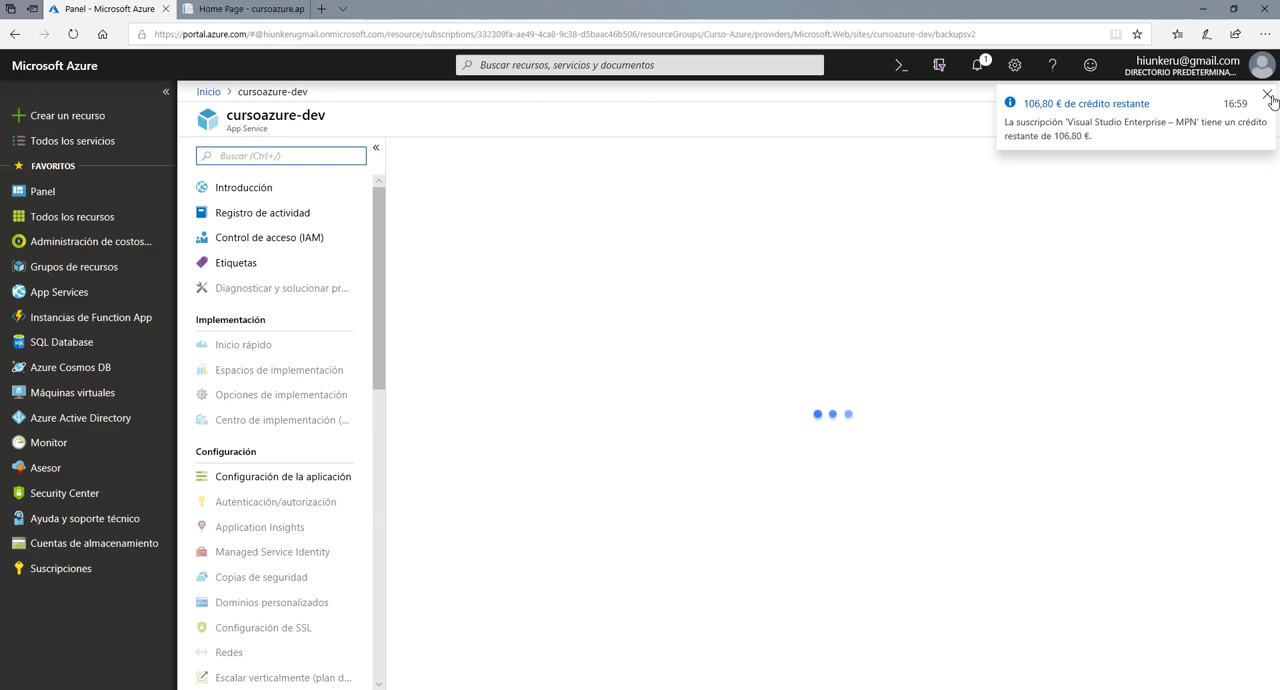 Panel - Microsoft Azure
Home Page - cursoazure.ap
https://portal.azure.com/#@hiunkerugmail.onmicrosoft.com/resource/subscriptions/332309fa-ae49-4ca8-9c38-d5baac46b506/resourceGroups/Curso-Azure/providers/Microsoft.Web/sites/cursoazure-dev/backupsv2
Microsoft Azure
Buscar recursos, servicios y documentos
1
hiunkeru@gmail.com
DIRECTORIO PREDETERMINA...
Crear un recurso
Todos los servicios
FAVORITOS
Panel
Todos los recursos
Administración de costos...
Grupos de recursos
App Services
Instancias de Function App
SQL Database
Azure Cosmos DB
Máquinas virtuales
Azure Active Directory
Monitor
Asesor
Security Center
Ayuda y soporte técnico
Cuentas de almacenamiento
Suscripciones
Inicio > cursoazure-dev
cursoazure-dev
App Service
Buscar (Ctrl+/)
Introducción
Registro de actividad
Control de acceso (IAM)
Etiquetas
Diagnosticar y solucionar pr...
Implementación
Inicio rápido
Espacios de implementación
Opciones de implementación
Centro de implementación (...
Configuración
Configuración de la aplicación
Autenticación/autorización
Application Insights
Managed Service Identity
Copias de seguridad
Dominios personalizados
Configuración de SSL
Redes
Escalar verticalmente (plan d...
106,80 € de crédito restante
16:59
La suscripción 'Visual Studio Enterprise – MPN' tiene un crédito
restante de 106,80 €.